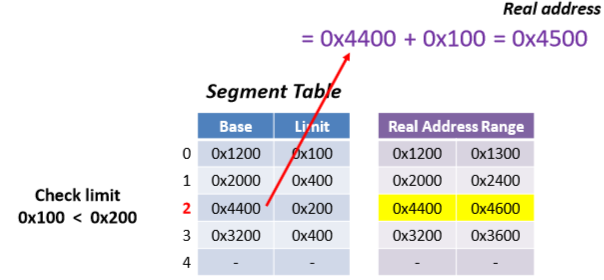 Real address
= 0x4400 + 0x100 = 0x4500
Segment Table
Base Limit Real Address Range
0 0x1200 0x100 0x1200 0x1300
1 0x2000 0x400 0x2000 0x2400
Check limit
0x100 < 0x200
2 0x4400 0x200 0x4400 0x4600
3 0x3200 0x400 0x3200 0x3600
4 - - - -